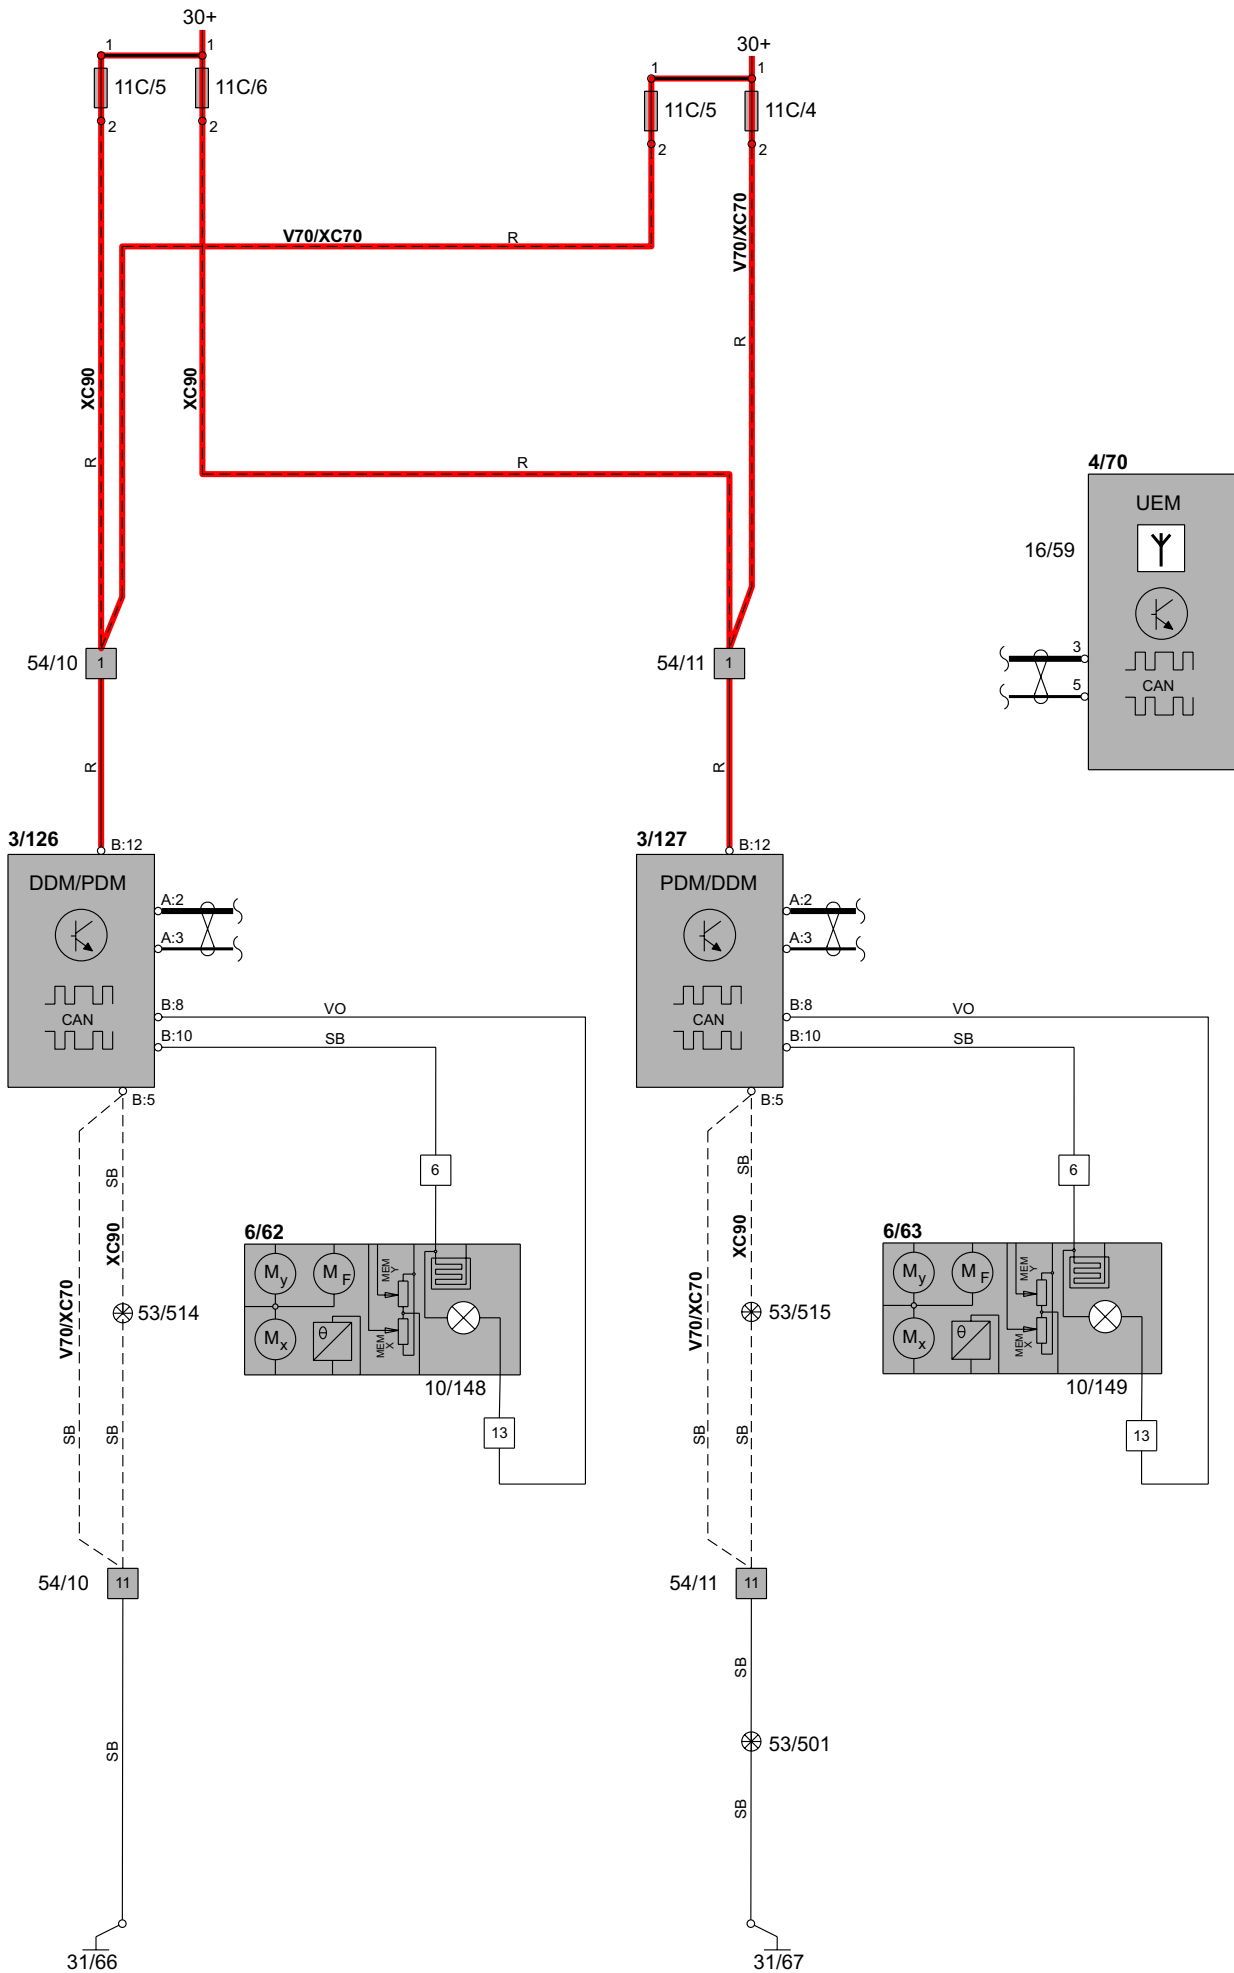 30+
1
1
11C/5
11C/6
2
2
30+
1
1
11C/5
11C/4
2
2
V70/XC70
R
V70/XC70
R
XC90
XC90
R
R
4/70
UEM
16/59
3
CAN
5
54/10
1
54/11
1
R
R
3/126
B:12
DDM/PDM
A:2
A:3
B:8
VO
CAN
B:10
SB
B:5
3/127
B:12
PDM/DDM
A:2
A:3
B:8
VO
CAN
B:10
SB
B:5
SB
6
SB
6
XC90
6/62
My
MF
MEM Y
V70/XC70
53/514
Mx
θ
MEM X
10/148
13
SB
SB
XC90
6/63
My
MF
MEM Y
V70/XC70
53/515
Mx
θ
MEM X
10/149
13
SB
SB
54/10
11
54/11
11
SB
SB
53/501
SB
31/66
31/67